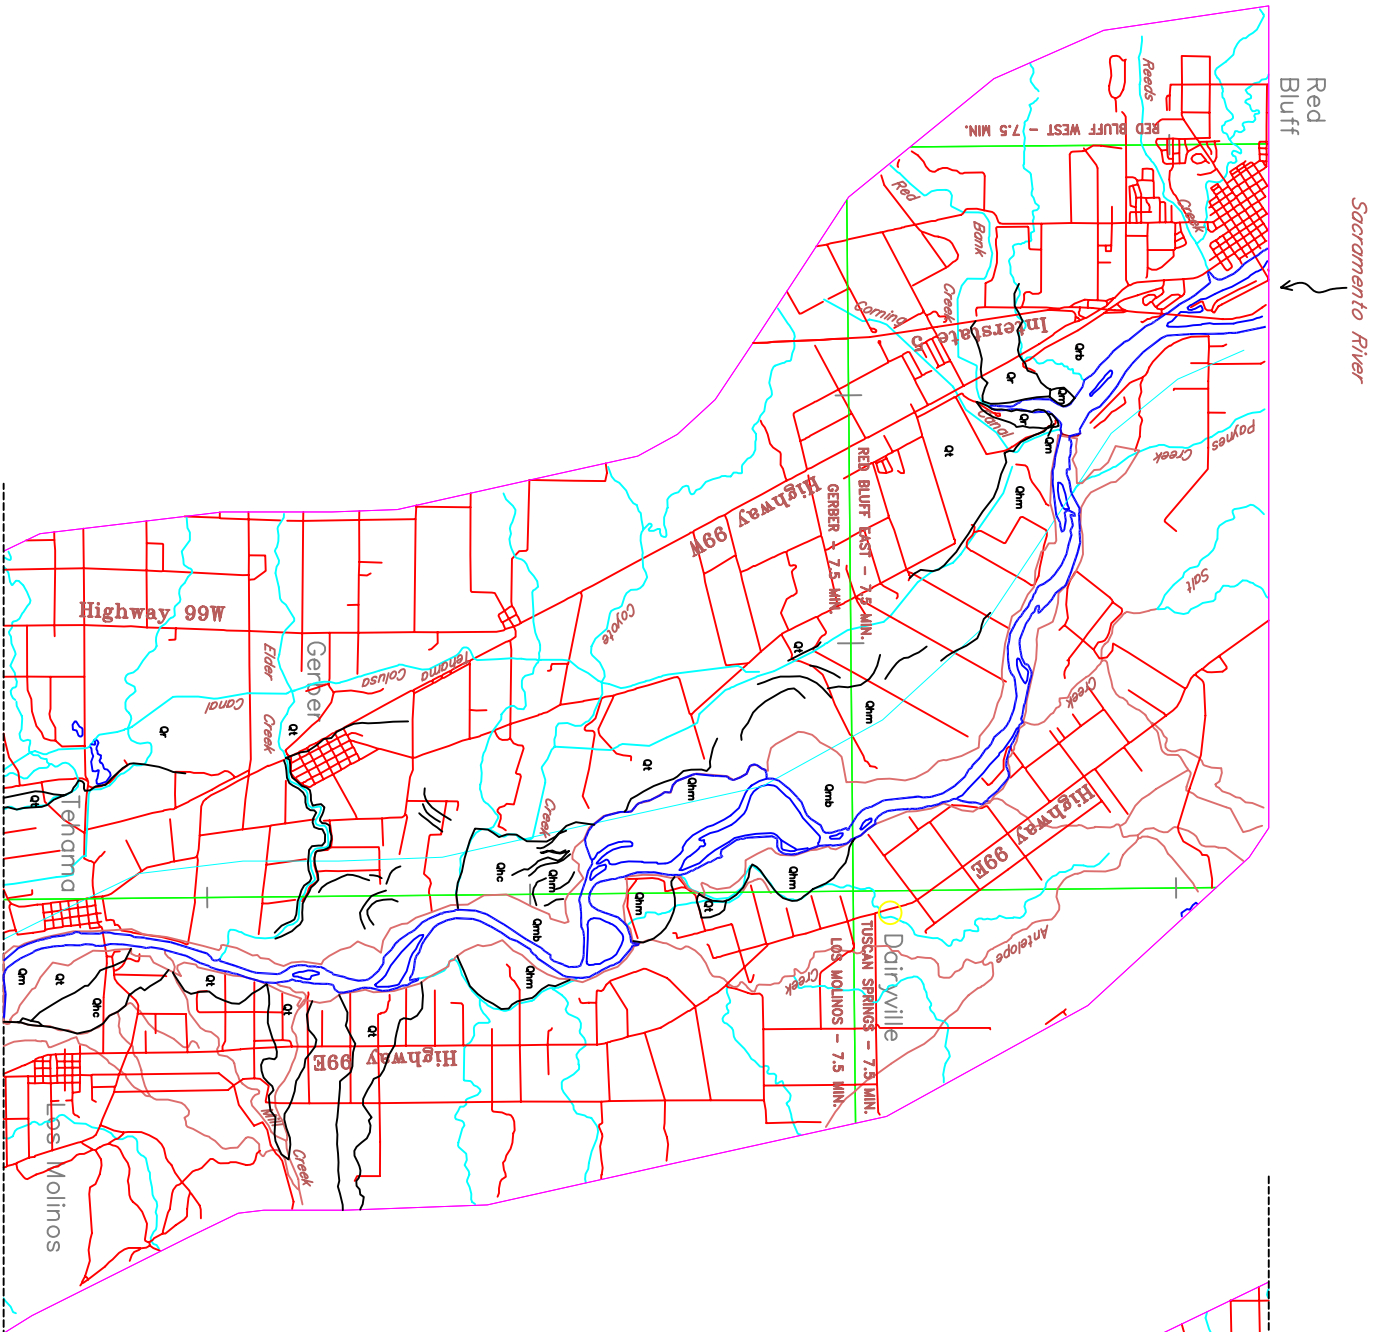 Red
Bluff
Sacramento River
Reeds
Creek
RED BLUFF WEST - 7.5 MIN.
Red
Bank
Creek
Corning
Canal
Interstate 5
Qrb
Qr
Qm
Qr
Qm
Paynes
Creek
Qt
Qhm
RED BLUFF EAST - 7.5 MIN.
GERBER - 7.5 MIN.
Highway 99W
Salt
Creek
Highway 99W
Coyote
Creek
Tehama
Colusa
Canal
Gerber
Elder
Creek
Qt
Qr
Qt
Qt
Qhm
Qt
Qhm
Qmb
Highway
99E
Qhm
Qt
Qhm
Qhc
Qhm
Qmb
Qhm
Tehama
Dairyville
TUSCAN SPRINGS - 7.5 MIN.
LOS MOLINOS - 7.5 MIN.
Antelope
Creek
Qm
Qt
Qhc
Qt
Qt
Qt
Highway 99E
Mill
Creek
Los Molinos